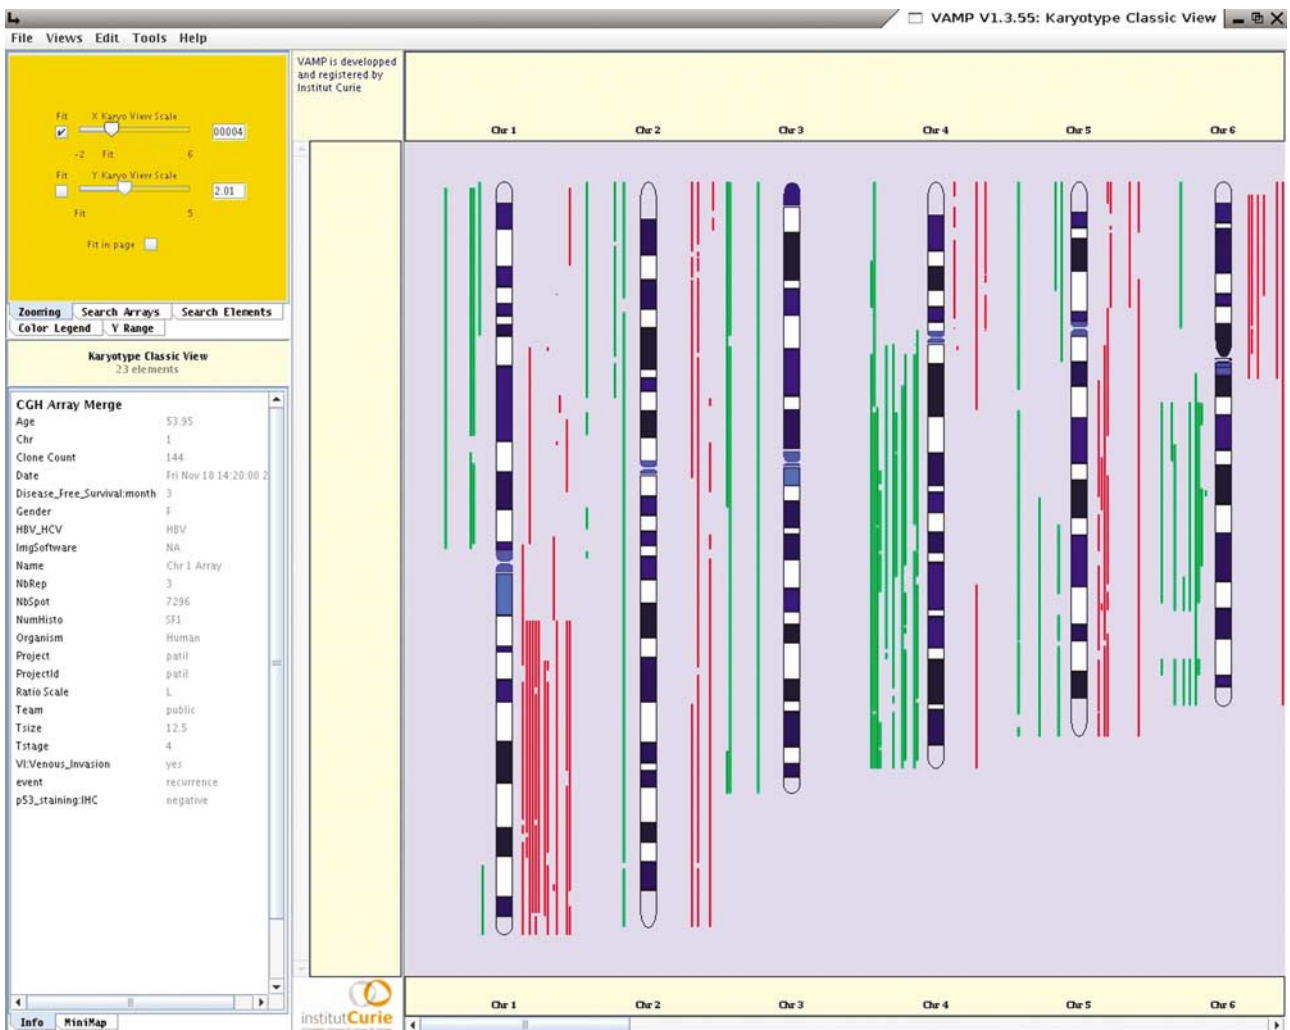 VAMP V1.3.55: Karyotype Classic View
File Views Edit Tools Help
Fit X Karyo View Scale
00004
-2 Fit 6
Fit Y Karyo View Scale
2.01
Fit 5
Fit in page
Zooming Search Arrays Search Elements
Color Legend Y Range
Karyotype Classic View
23 elements
CGH Array Merge
Age 53.95
Chr 1
Clone Count 144
Date Fri Nov 18 14:20:00 2
Disease_Free_Survival:month 3
Gender F
HBV_HCV HBV
ImgSoftware NA
Name Chr 1 Array
NbRep 3
NbSpot 7296
NumHisto SF1
Organism Human
Project patil
ProjectId patil
Ratio Scale L
Team public
Tsize 12.5
Tstage 4
VI:Venous_Invasion yes
event recurrence
p53_staining:IHC negative
Info MiniMap
VAMP is developped
and registered by
Institut Curie
Chr 1 Chr 2 Chr 3 Chr 4 Chr 5 Chr 6
Chr 1 Chr 2 Chr 3 Chr 4 Chr 5 Chr 6
institutCurie